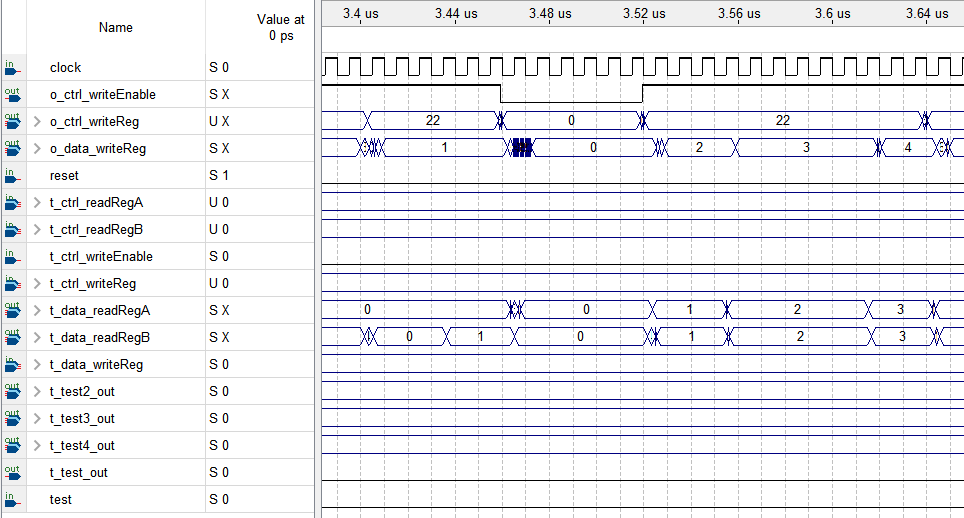 Name Value at 0 ps 3.4 us 3.44 us 3.48 us 3.52 us 3.56 us 3.6 us 3.64 us
in clock S 0
out o_ctrl_writeEnable S X
out o_ctrl_writeReg U X 22 0 22
out o_data_writeReg S X 1 0 2 3 4
in reset S 1
in t_ctrl_readRegA U 0
in t_ctrl_readRegB U 0
in t_ctrl_writeEnable S 0
in t_ctrl_writeReg U 0
out t_data_readRegA S X 0 0 1 2 3
out t_data_readRegB S X 0 1 0 1 2 3
in t_data_writeReg S 0
out t_test2_out S 0
out t_test3_out S 0
out t_test4_out S 0
out t_test_out S 0
in test S 0